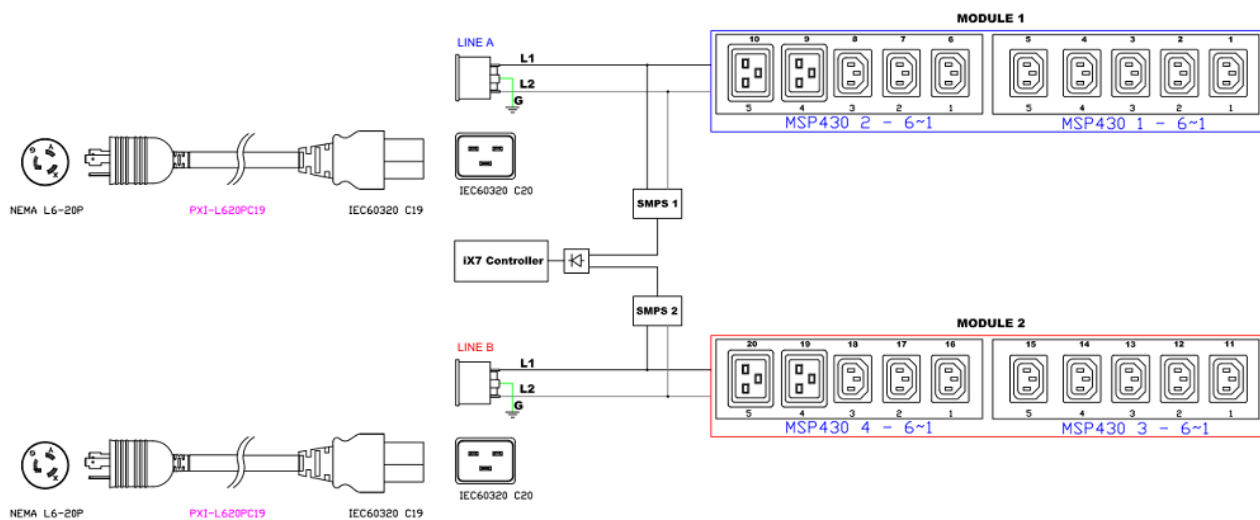 MODULE 1
LINE A
10 9 8 7 6 5 4 3 2 1
L1
L2
G
5 4 3 2 1 5 4 3 2 1
MSP430 2 - 6~1 MSP430 1 - 6~1
G Y X
IEC60320 C20
NEMA L6-20P PXI-L620PC19 IEC60320 C19
SMPS 1
iX7 Controller
SMPS 2
MODULE 2
LINE B
20 19 18 17 16 15 14 13 12 11
L1
L2
G
5 4 3 2 1 5 4 3 2 1
MSP430 4 - 6~1 MSP430 3 - 6~1
G Y X
IEC60320 C20
NEMA L6-20P PXI-L620PC19 IEC60320 C19